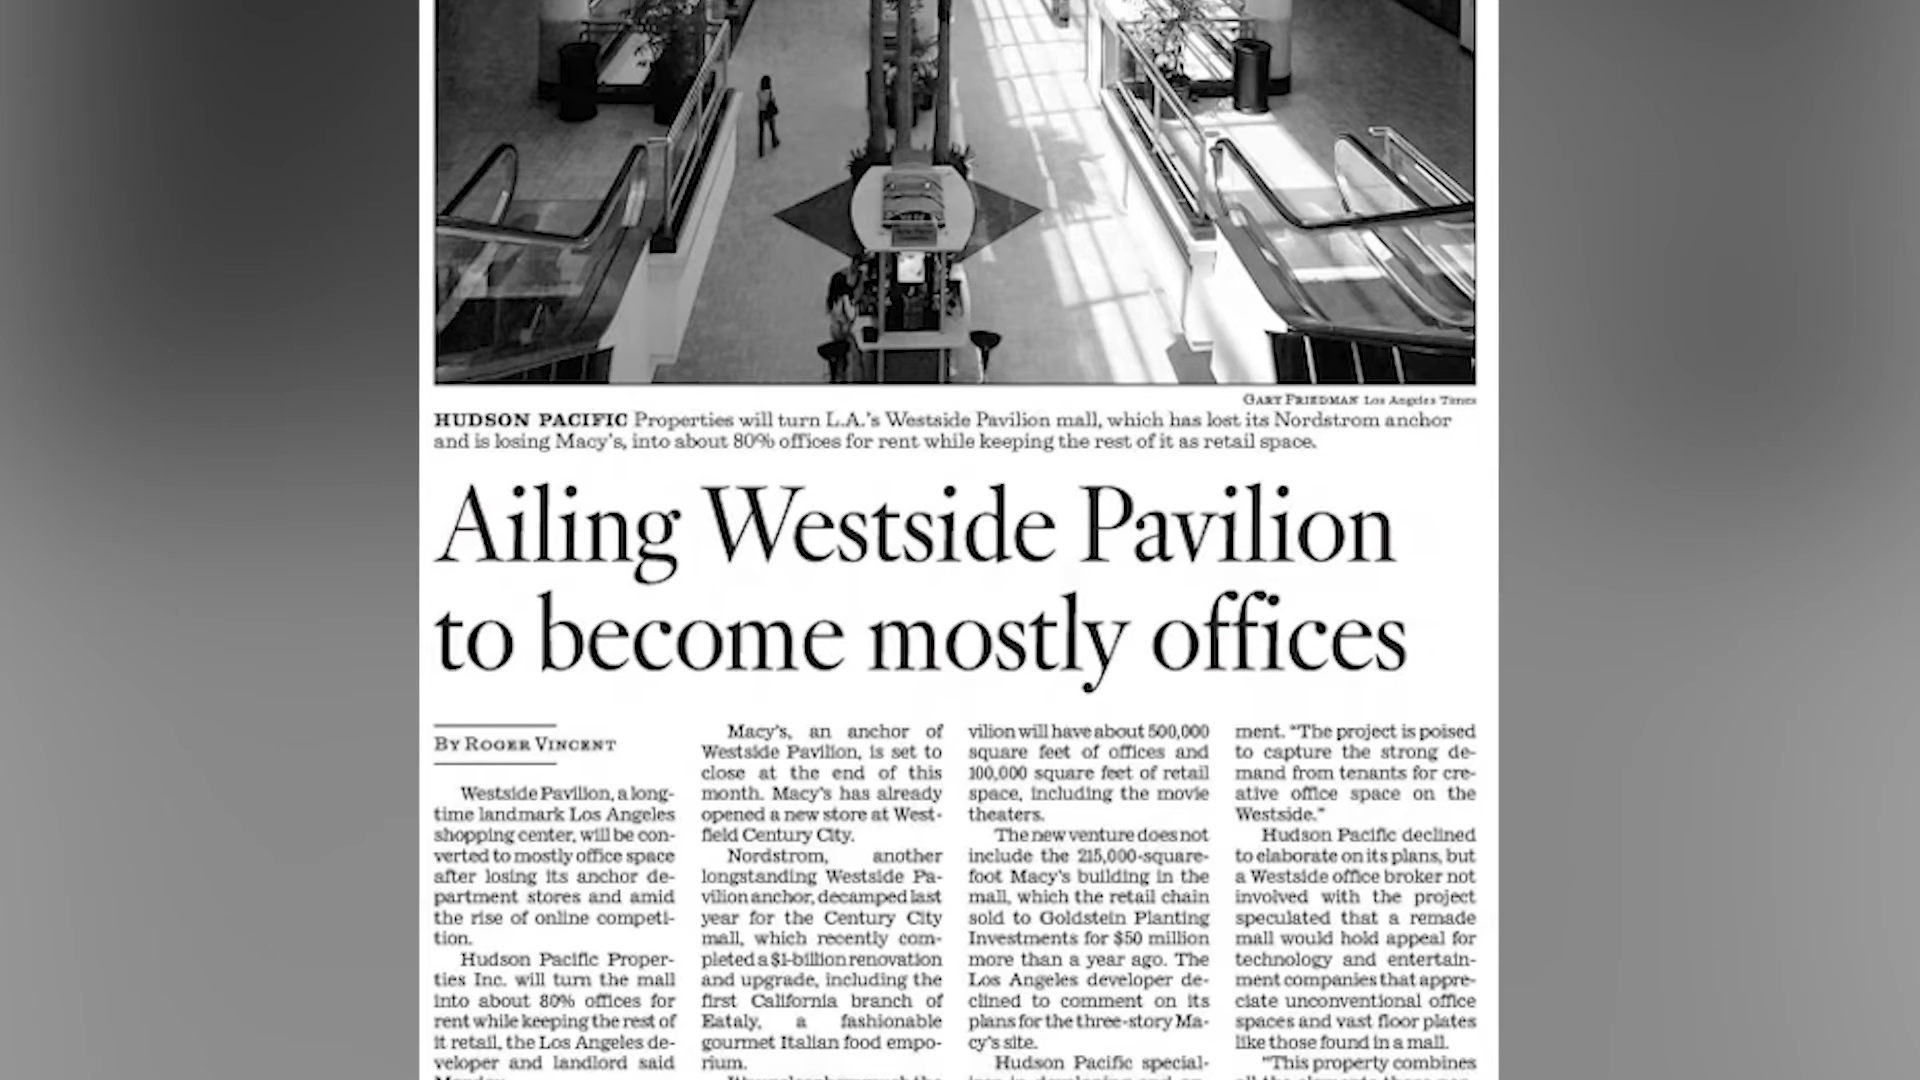 GARY FRIEDMAN Los Angeles Times
HUDSON PACIFIC Properties will turn L.A.'s Westside Pavilion mall, which has lost its Nordstrom anchor
and is losing Macy's, into about 80% offices for rent while keeping the rest of it as retail space.
Ailing Westside Pavilion
to become mostly offices
BY ROGER VINCENT
Westside Pavilion, a long-
time landmark Los Angeles
shopping center, will be con-
verted to mostly office space
after losing its anchor de-
partment stores and amid
the rise of online competi-
tion.
Hudson Pacific Proper-
ties Inc. will turn the mall
into about 80% offices for
rent while keeping the rest of
it retail, the Los Angeles de-
veloper and landlord said
Macy's, an anchor of
Westside Pavilion, is set to
close at the end of this
month. Macy's has already
opened a new store at West-
field Century City.
Nordstrom, another
longstanding Westside Pa-
vilion anchor, decamped last
year for the Century City
mall, which recently com-
pleted a $1-billion renovation
and upgrade, including the
first California branch of
Eataly, a fashionable
gourmet Italian food empo-
rium.
vilion will have about 500,000
square feet of offices and
100,000 square feet of retail
space, including the movie
theaters.
The new venture does not
include the 215,000-square-
foot Macy's building in the
mall, which the retail chain
sold to Goldstein Planting
Investments for $50 million
more than a year ago. The
Los Angeles developer de-
clined to comment on its
plans for the three-story Ma-
cy's site.
Hudson Pacific special-
ment. "The project is poised
to capture the strong de-
mand from tenants for cre-
ative office space on the
Westside."
Hudson Pacific declined
to elaborate on its plans, but
a Westside office broker not
involved with the project
speculated that a remade
mall would hold appeal for
technology and entertain-
ment companies that appre-
ciate unconventional office
spaces and vast floor plates
like those found in a mall.
"This property combines